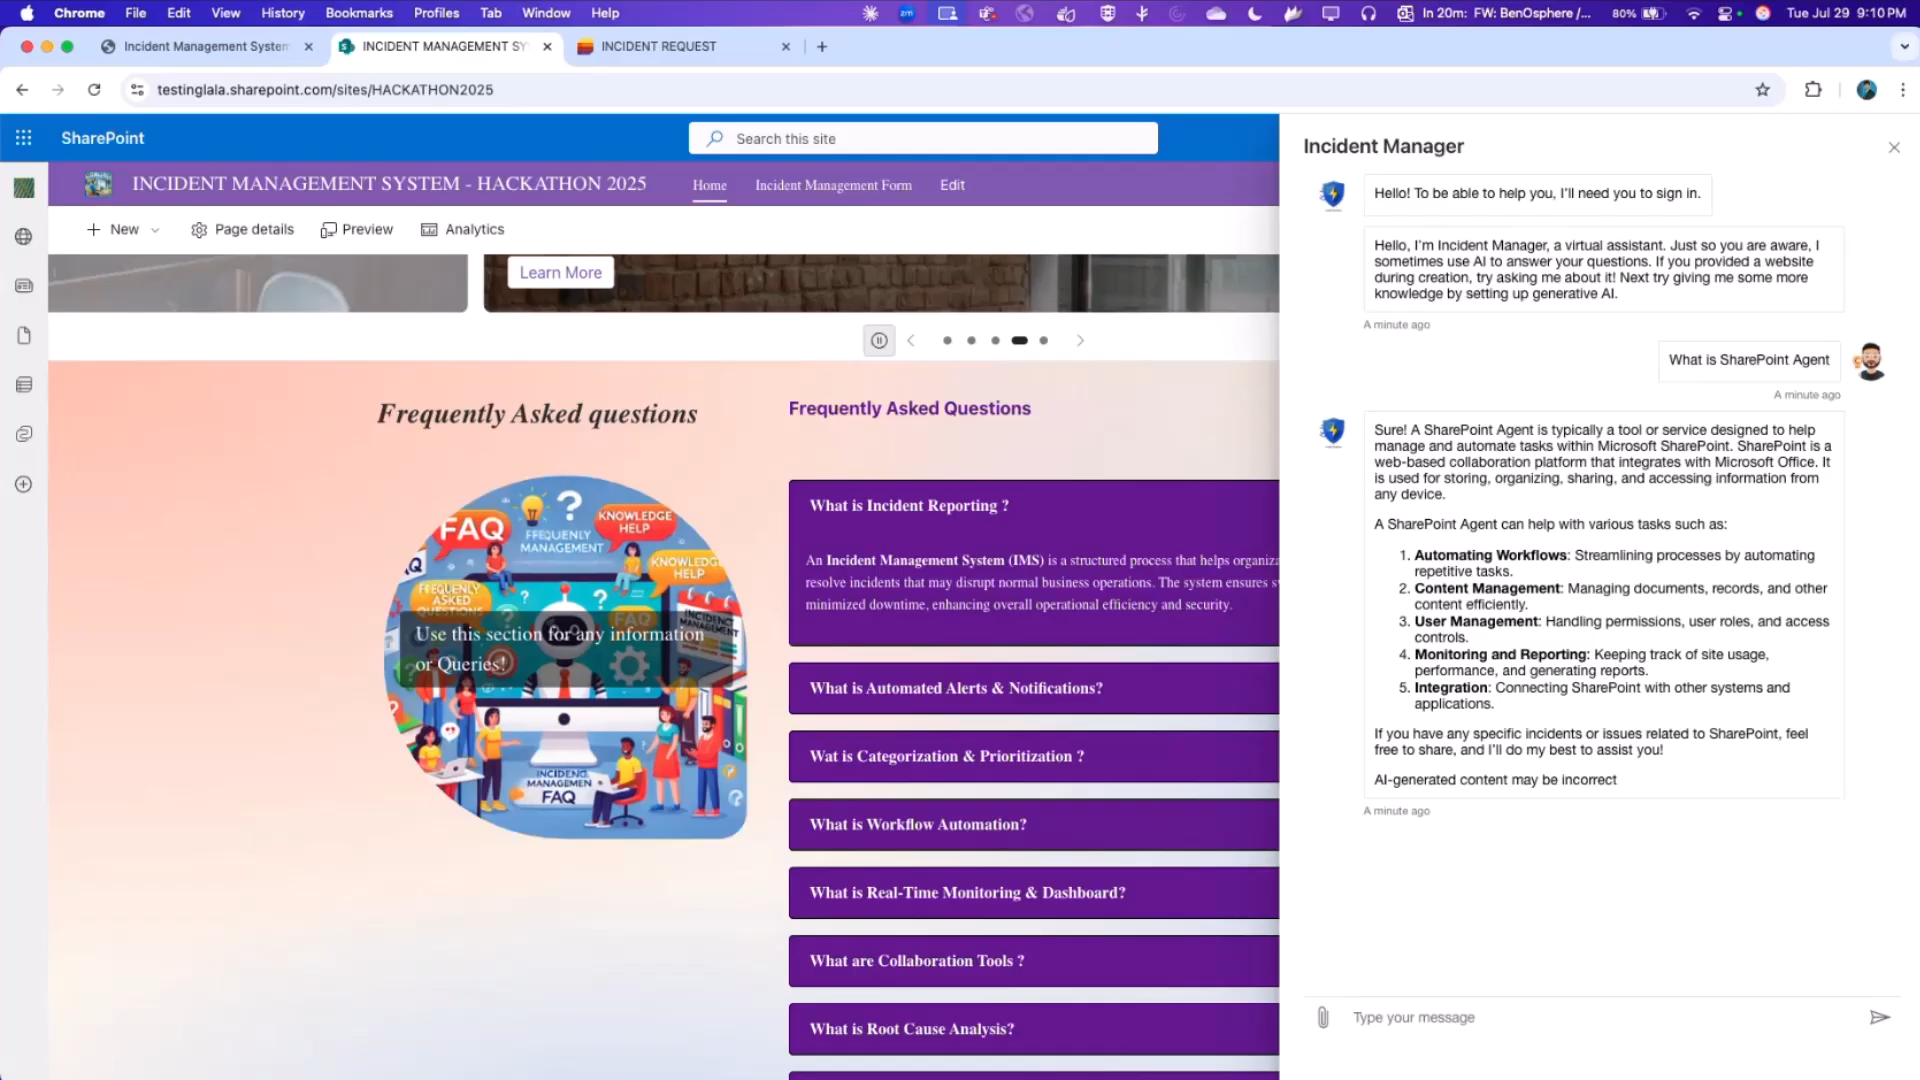 Chrome File Edit View History Bookmarks Profiles Tab Window Help
zm In 20m: FW: BenOsphere /... 80% Tue Jul 29 9:10 PM
Incident Management System
INCIDENT MANAGEMENT SY
INCIDENT REQUEST
testinglala.sharepoint.com/sites/HACKATHON2025
SharePoint
Search this site
INCIDENT MANAGEMENT SYSTEM - HACKATHON 2025
Home
Incident Management Form
Edit
New
Page details
Preview
Analytics
Learn More
Frequently Asked questions
FAQ
?
KNOWLEDGE
HELP
FFEQUENLY
MANAGEMENT
KNOWLEDG
HELP
FREQUENLY
ASKED
QUESTIONS
FAQ
Use this section for any information
or Queries!
INCIDENG
MANAGEMEN
FAQ
Frequently Asked Questions
What is Incident Reporting ?
An Incident Management System (IMS) is a structured process that helps organiza
resolve incidents that may disrupt normal business operations. The system ensures s
minimized downtime, enhancing overall operational efficiency and security.
What is Automated Alerts & Notifications?
Wat is Categorization & Prioritization ?
What is Workflow Automation?
What is Real-Time Monitoring & Dashboard?
What are Collaboration Tools ?
What is Root Cause Analysis?
Incident Manager
Hello! To be able to help you, I'll need you to sign in.
Hello, I'm Incident Manager, a virtual assistant. Just so you are aware, I
sometimes use AI to answer your questions. If you provided a website
during creation, try asking me about it! Next try giving me some more
knowledge by setting up generative AI.
A minute ago
What is SharePoint Agent
A minute ago
Sure! A SharePoint Agent is typically a tool or service designed to help
manage and automate tasks within Microsoft SharePoint. SharePoint is a
web-based collaboration platform that integrates with Microsoft Office. It
is used for storing, organizing, sharing, and accessing information from
any device.
A SharePoint Agent can help with various tasks such as:
1. Automating Workflows: Streamlining processes by automating
repetitive tasks.
2. Content Management: Managing documents, records, and other
content efficiently.
3. User Management: Handling permissions, user roles, and access
controls.
4. Monitoring and Reporting: Keeping track of site usage,
performance, and generating reports.
5. Integration: Connecting SharePoint with other systems and
applications.
If you have any specific incidents or issues related to SharePoint, feel
free to share, and I'll do my best to assist you!
AI-generated content may be incorrect
A minute ago
Type your message